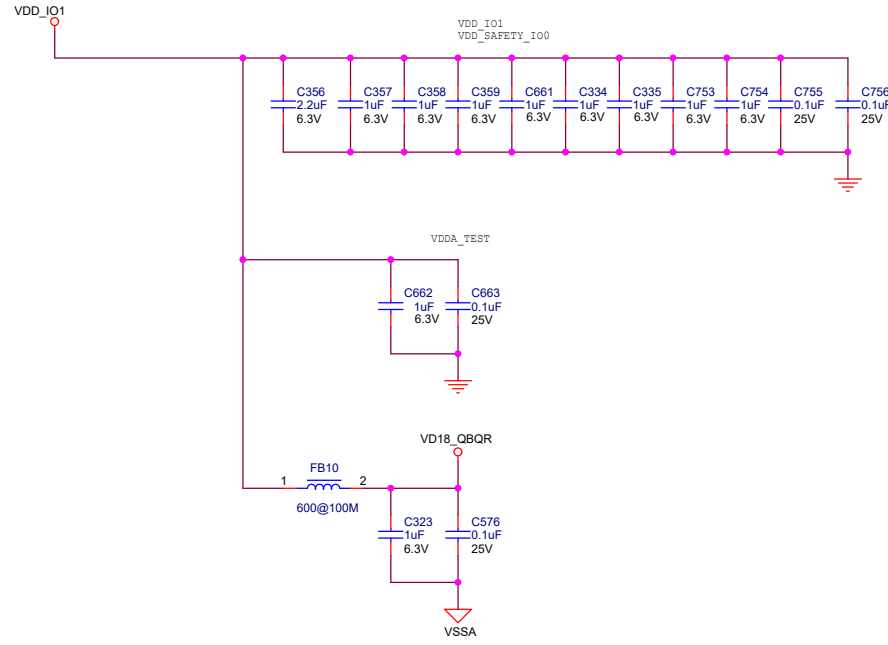 VDD_IO1
VDD_IO1
VDD_SAFETY_IO0
C356 C357 C358 C359 C661 C334 C335 C753 C754 C755 C756
2.2uF 1uF 1uF 1uF 1uF 1uF 1uF 1uF 1uF 0.1uF 0.1uF
6.3V 6.3V 6.3V 6.3V 6.3V 6.3V 6.3V 6.3V 6.3V 25V 25V
VDDA_TEST
C662 C663
1uF 0.1uF
6.3V 25V
VD18_QBQR
FB10
1 2
600@100M
C323 C576
1uF 0.1uF
6.3V 25V
VSSA